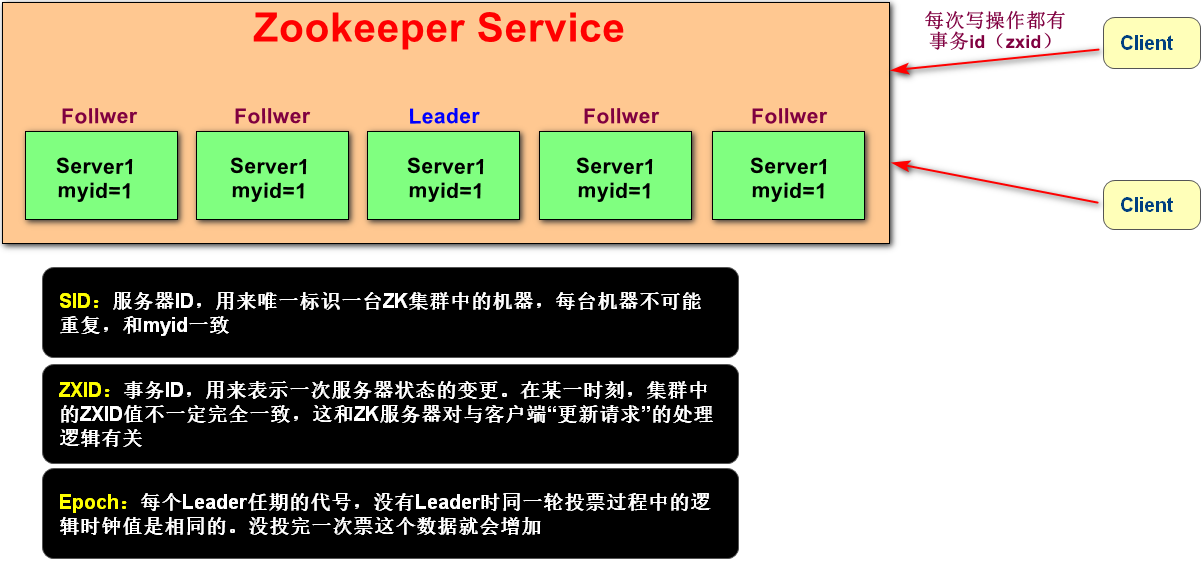 Zookeeper Service
每次写操作都有
事务id（zxid）
Client
Follwer
Follwer
Leader
Follwer
Follwer
Server1
myid=1
Server1
myid=1
Server1
myid=1
Server1
myid=1
Server1
myid=1
Client
SID：服务器ID，用来唯一标识一台ZK集群中的机器，每台机器不可能
重复，和myid一致
ZXID：事务ID，用来表示一次服务器状态的变更。在某一时刻，集群中
的ZXID值不一定完全一致，这和ZK服务器对与客户端“更新请求”的处理
逻辑有关
Epoch：每个Leader任期的代号，没有Leader时同一轮投票过程中的逻
辑时钟值是相同的。没投完一次票这个数据就会增加